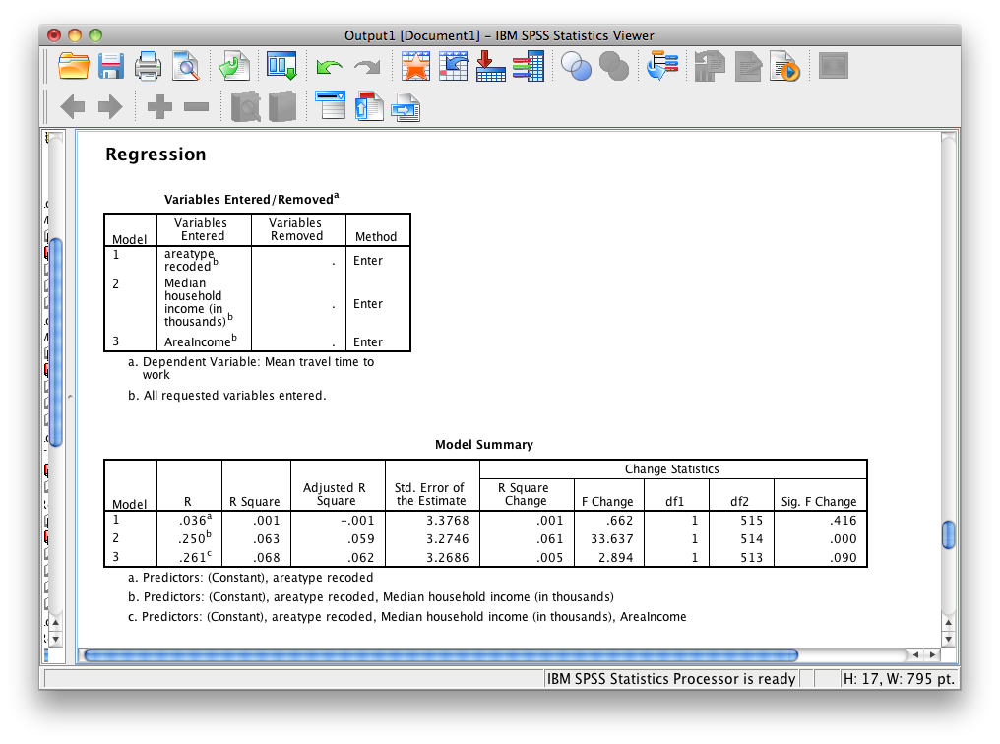 Output1 [Document1] – IBM SPSS Statistics Viewer
Regression
Variables Entered/Removedᵃ
Model Variables Entered Variables Removed Method
1 areatype recodedᵇ . Enter
2 Median household income (in thousands)ᵇ . Enter
3 AreaIncomeᵇ . Enter
a. Dependent Variable: Mean travel time to
work
b. All requested variables entered.
Model Summary
Change Statistics
Model R R Square Adjusted R Square Std. Error of the Estimate R Square Change F Change df1 df2 Sig. F Change
1 .036ᵃ .001 -.001 3.3768 .001 .662 1 515 .416
2 .250ᵇ .063 .059 3.2746 .061 33.637 1 514 .000
3 .261ᶜ .068 .062 3.2686 .005 2.894 1 513 .090
a. Predictors: (Constant), areatype recoded
b. Predictors: (Constant), areatype recoded, Median household income (in thousands)
c. Predictors: (Constant), areatype recoded, Median household income (in thousands), AreaIncome
IBM SPSS Statistics Processor is ready H: 17, W: 795 pt.